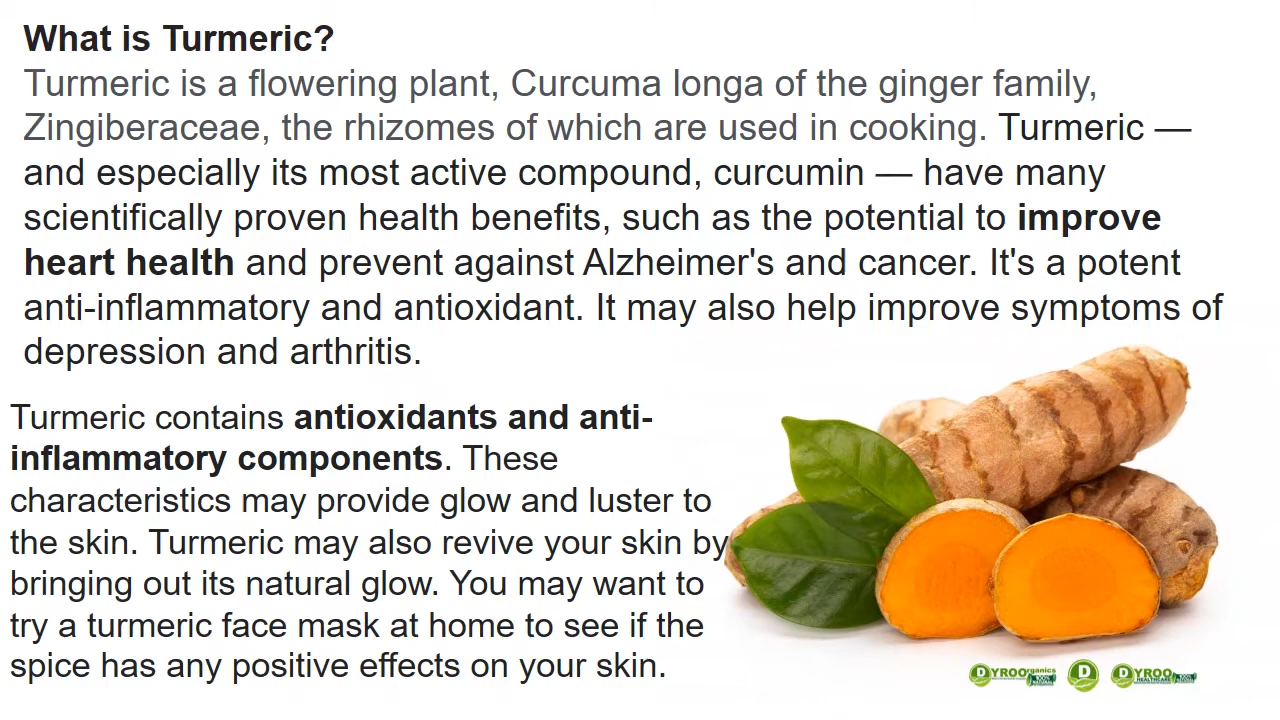 What is Turmeric?
Turmeric is a flowering plant, Curcuma longa of the ginger family,
Zingiberaceae, the rhizomes of which are used in cooking. Turmeric —
and especially its most active compound, curcumin — have many
scientifically proven health benefits, such as the potential to improve
heart health and prevent against Alzheimer's and cancer. It's a potent
anti-inflammatory and antioxidant. It may also help improve symptoms of
depression and arthritis.
Turmeric contains antioxidants and anti-
inflammatory components. These
characteristics may provide glow and luster to
the skin. Turmeric may also revive your skin by
bringing out its natural glow. You may want to
try a turmeric face mask at home to see if the
spice has any positive effects on your skin.
DYROOrganics 100% D DYROO HEALTHCARE 100%